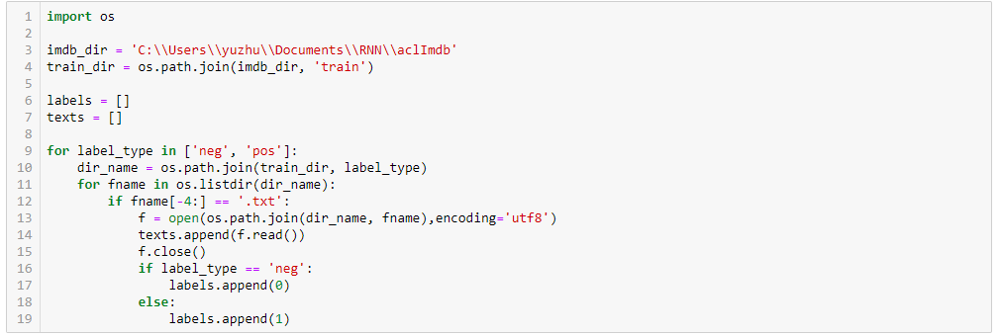 1 import os
2
3 imdb_dir = 'C:\\Users\\yuzhu\\Documents\\RNN\\aclImdb'
4 train_dir = os.path.join(imdb_dir, 'train')
5
6 labels = []
7 texts = []
8
9 for label_type in ['neg', 'pos']:
10     dir_name = os.path.join(train_dir, label_type)
11     for fname in os.listdir(dir_name):
12         if fname[-4:] == '.txt':
13             f = open(os.path.join(dir_name, fname),encoding='utf8')
14             texts.append(f.read())
15             f.close()
16             if label_type == 'neg':
17                 labels.append(0)
18             else:
19                 labels.append(1)